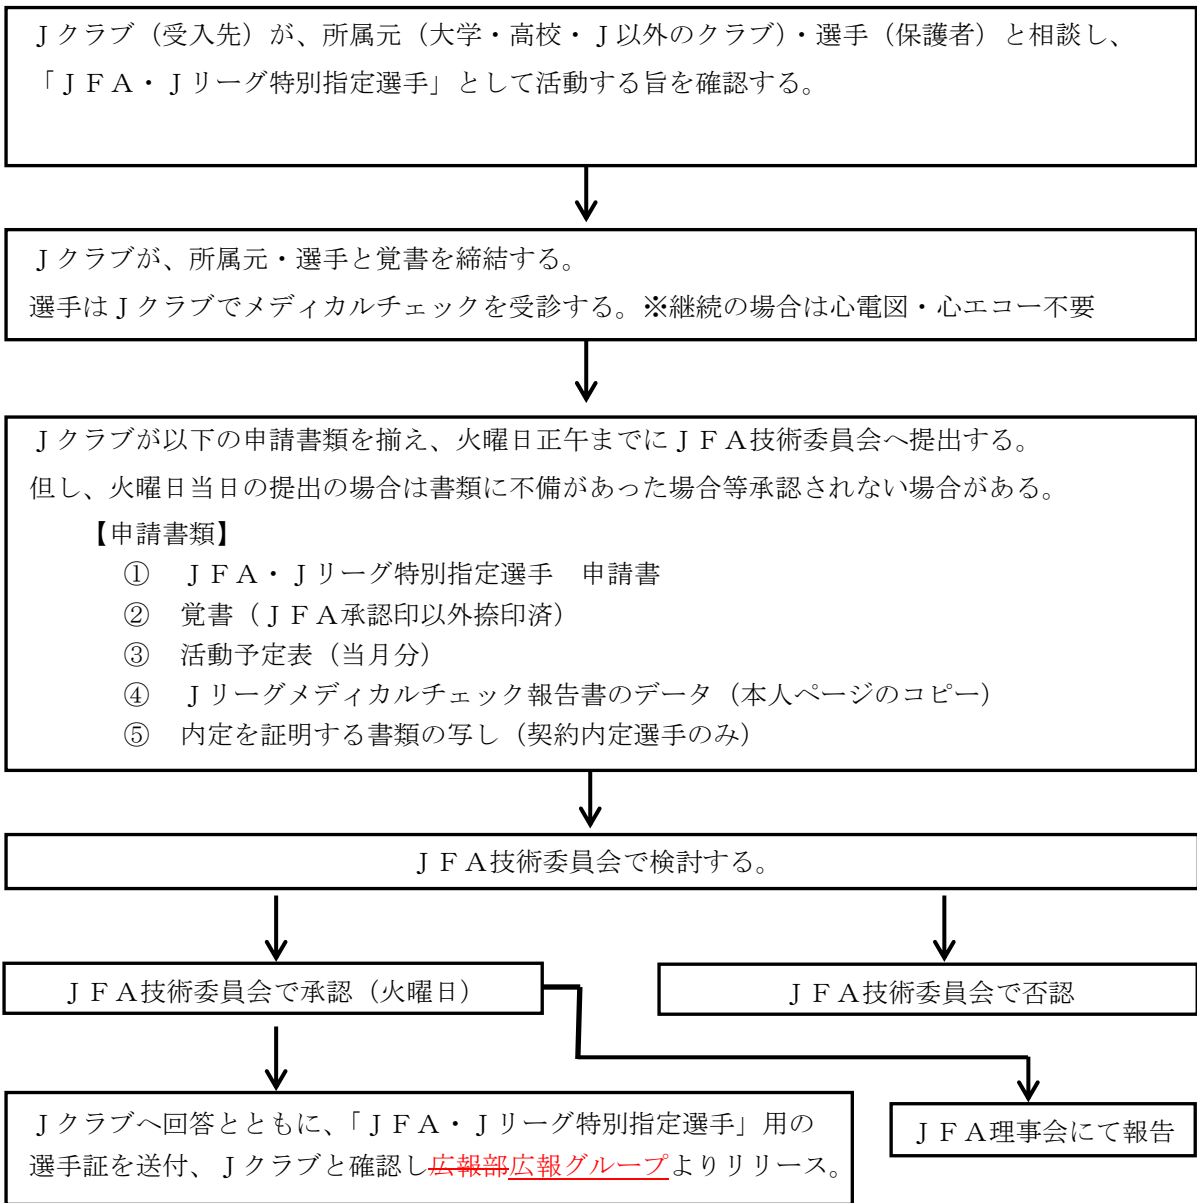 Ｊクラブ（受入先）が、所属元（大学・高校・Ｊ以外のクラブ）・選手（保護者）と相談し、
「ＪＦＡ・Ｊリーグ特別指定選手」として活動する旨を確認する。
Ｊクラブが、所属元・選手と覚書を締結する。
選手はＪクラブでメディカルチェックを受診する。※継続の場合は心電図・心エコー不要
Ｊクラブが以下の申請書類を揃え、火曜日正午までにＪＦＡ技術委員会へ提出する。
但し、火曜日当日の提出の場合は書類に不備があった場合等承認されない場合がある。
【申請書類】
①　ＪＦＡ・Ｊリーグ特別指定選手　申請書
②　覚書（ＪＦＡ承認印以外捺印済）
③　活動予定表（当月分）
④　Ｊリーグメディカルチェック報告書のデータ（本人ページのコピー）
⑤　内定を証明する書類の写し（契約内定選手のみ）
ＪＦＡ技術委員会で検討する。
ＪＦＡ技術委員会で承認（火曜日）
ＪＦＡ技術委員会で否認
Ｊクラブへ回答とともに、「ＪＦＡ・Ｊリーグ特別指定選手」用の
選手証を送付、Ｊクラブと確認し広報部広報グループよりリリース。
ＪＦＡ理事会にて報告